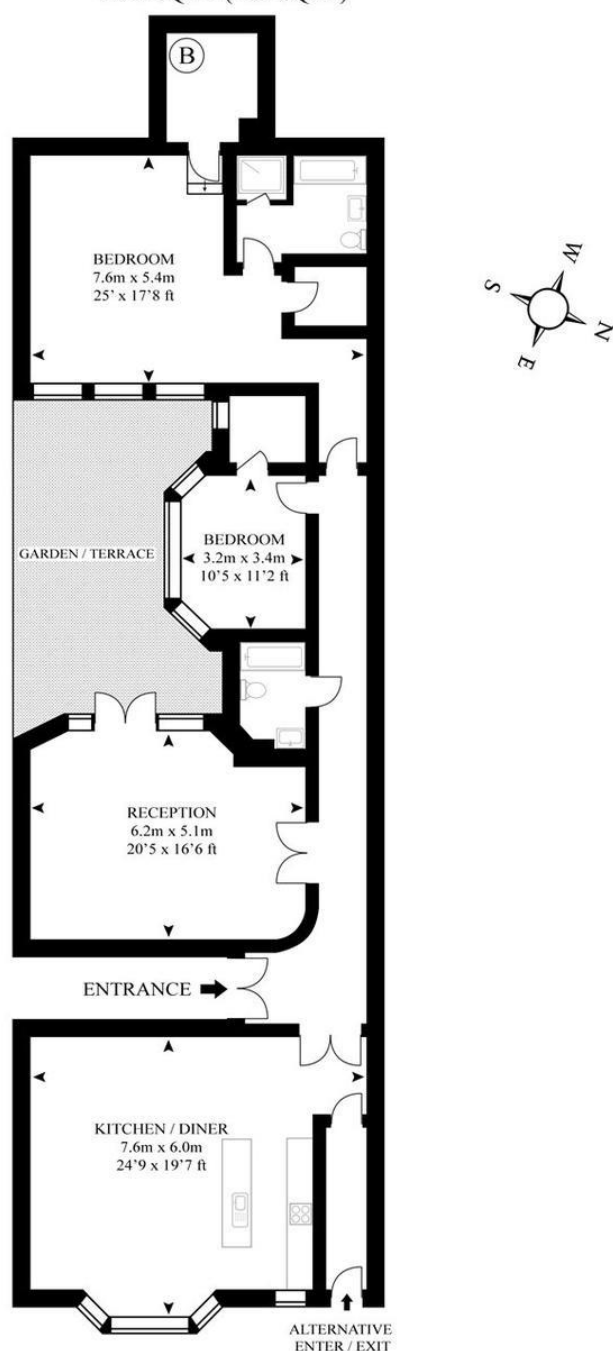 B
BEDROOM
7.6m x 5.4m
25' x 17'8 ft
W
S
N
E
GARDEN / TERRACE
BEDROOM
3.2m x 3.4m
10'5 x 11'2 ft
RECEPTION
6.2m x 5.1m
20'5 x 16'6 ft
ENTRANCE
KITCHEN / DINER
7.6m x 6.0m
24'9 x 19'7 ft
ALTERNATIVE
ENTER / EXIT